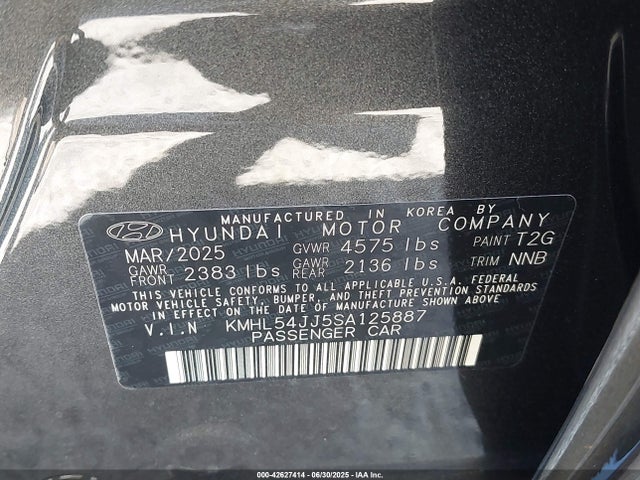 MANUFACTURED IN KOREA BY
HYUNDAI MOTOR COMPANY
MAR/2025 GVWR 4575 lbs PAINT T2G
GAWR FRONT 2383 lbs GAWR REAR 2136 lbs TRIM NNB
THIS VEHICLE CONFORMS TO ALL APPLICABLE U.S.A. FEDERAL
MOTOR VEHICLE SAFETY, BUMPER, AND THEFT PREVENTION STANDARDS
IN EFFECT ON THE DATE OF MANUFACTURE SHOWN ABOVE.
V.I.N KMHL54JJ5SA125887
PASSENGER CAR
000-42627414 - 06/30/2025 - IAA Inc.